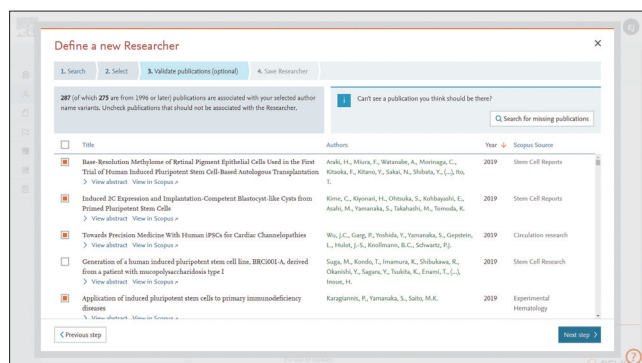 Define a new Researcher
×
1. Search 2. Select 3. Validate publications (optional) 4. Save Researcher
287 (of which 275 are from 1996 or later) publications are associated with your selected author
name variants. Uncheck publications that should not be associated with the Researcher.
i Can't see a publication you think should be there?
Search for missing publications
Title Authors Year Scopus Source
Base-Resolution Methylome of Retinal Pigment Epithelial Cells Used in the First
Trial of Human Induced Pluripotent Stem Cell-Based Autologous Transplantation
> View abstract View in Scopus
Araki, H., Miura, F., Watanabe, A., Morinaga, C.,
Kitaoka, F., Kitano, Y., Sakai, N., Shibata, Y., (...), Ito,
T.
2019 Stem Cell Reports
Induced 2C Expression and Implantation-Competent Blastocyst-like Cysts from
Primed Pluripotent Stem Cells
> View abstract View in Scopus
Kime, C., Kiyonari, H., Ohtsuka, S., Kohbayashi, E.,
Asahi, M., Yamanaka, S., Takahashi, M., Tomoda, K.
2019 Stem Cell Reports
Towards Precision Medicine With Human iPSCs for Cardiac Channelopathies
> View abstract View in Scopus
Wu, J.C., Garg, P., Yoshida, Y., Yamanaka, S., Gepstein,
L., Hulot, J.-S., Knollmann, B.C., Schwartz, P.J.
2019 Circulation research
Generation of a human induced pluripotent stem cell line, BRCi001-A, derived
from a patient with mucopolysaccharidosis type I
> View abstract View in Scopus
Suga, M., Kondo, T., Imamura, K., Shibukawa, R.,
Okanishi, Y., Sagara, Y., Tsukita, K., Enami, T., (...),
Inoue, H.
2019 Stem Cell Research
Application of induced pluripotent stem cells to primary immunodeficiency
diseases
> View abstract View in Scopus
Karagiannis, P., Yamanaka, S., Saito, M.K.
2019 Experimental
Hematology
< Previous step
Next step >